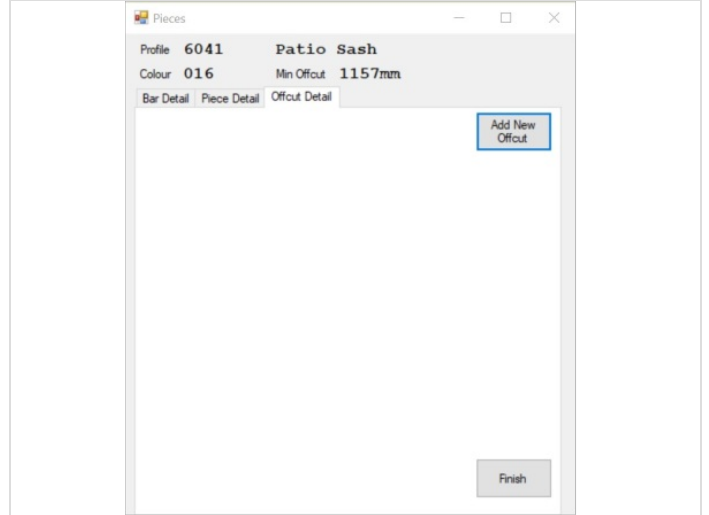 Pieces
Profile 6041 Patio Sash
Colour 016 Min Offcut 1157mm
Bar Detail Piece Detail Offcut Detail
Add New
Offcut
Finish